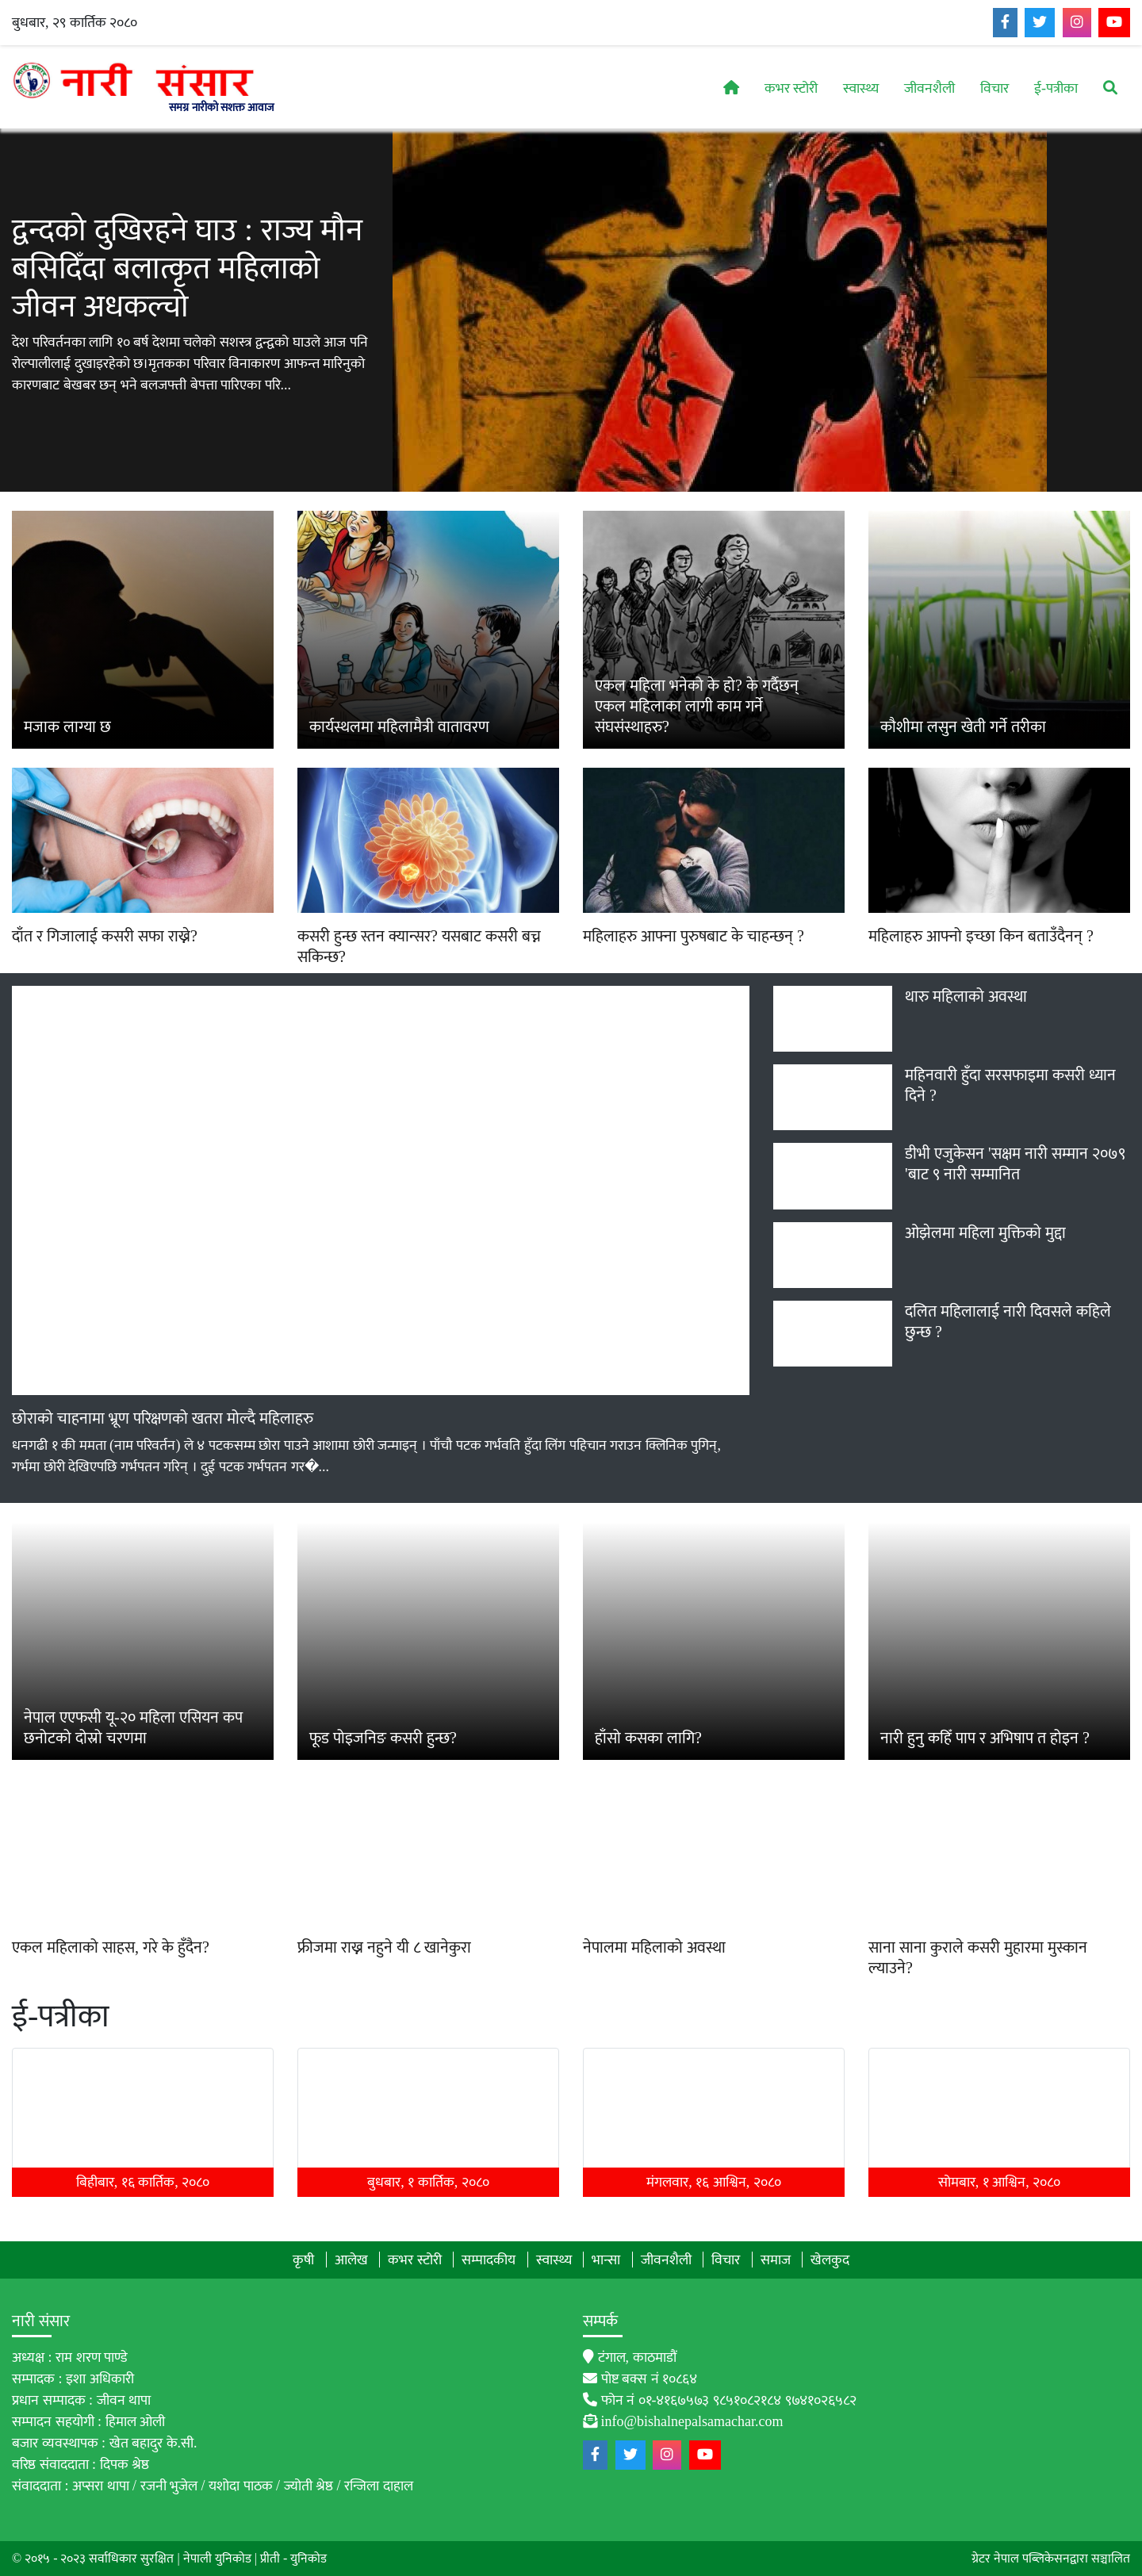 बुधबार, २९ कार्तिक २०८०
नारी संसार
समग्र नारीको सशक्त आवाज
कभर स्टोरी स्वास्थ्य जीवनशैली विचार ई-पत्रीका
द्वन्दको दुखिरहने घाउ : राज्य मौन
बसिदिँदा बलात्कृत महिलाको
जीवन अधकल्चो
देश परिवर्तनका लागि १० बर्ष देशमा चलेको सशस्त्र द्वन्द्वको घाउले आज पनि
रोल्पालीलाई दुखाइरहेको छ।मृतकका परिवार विनाकारण आफन्त मारिनुको
कारणबाट बेखबर छन् भने बलजफ्ती बेपत्ता पारिएका परि...
मजाक लाग्या छ
कार्यस्थलमा महिलामैत्री वातावरण
एकल महिला भनेको के हो? के गर्दैछन्
एकल महिलाका लागी काम गर्ने
संघसंस्थाहरु?
कौशीमा लसुन खेती गर्ने तरीका
दाँत र गिजालाई कसरी सफा राख्ने?
कसरी हुन्छ स्तन क्यान्सर? यसबाट कसरी बच्न
सकिन्छ?
महिलाहरु आफ्ना पुरुषबाट के चाहन्छन् ?
महिलाहरु आफ्नो इच्छा किन बताउँदैनन् ?
थारु महिलाको अवस्था
महिनवारी हुँदा सरसफाइमा कसरी ध्यान
दिने ?
डीभी एजुकेसन 'सक्षम नारी सम्मान २०७९
'बाट ९ नारी सम्मानित
ओझेलमा महिला मुक्तिको मुद्दा
दलित महिलालाई नारी दिवसले कहिले
छुन्छ ?
छोराको चाहनामा भ्रूण परिक्षणको खतरा मोल्दै महिलाहरु
धनगढी १ की ममता (नाम परिवर्तन) ले ४ पटकसम्म छोरा पाउने आशामा छोरी जन्माइन् । पाँचौ पटक गर्भवति हुँदा लिंग पहिचान गराउन क्लिनिक पुगिन्,
गर्भमा छोरी देखिएपछि गर्भपतन गरिन् । दुई पटक गर्भपतन गर�...
नेपाल एएफसी यू-२० महिला एसियन कप
छनोटको दोस्रो चरणमा
फूड पोइजनिङ कसरी हुन्छ?
हाँसो कसका लागि?
नारी हुनु कहिँ पाप र अभिषाप त होइन ?
एकल महिलाको साहस, गरे के हुँदैन?
फ्रीजमा राख्न नहुने यी ८ खानेकुरा
नेपालमा महिलाको अवस्था
साना साना कुराले कसरी मुहारमा मुस्कान
ल्याउने?
ई-पत्रीका
बिहीबार, १६ कार्तिक, २०८०
बुधबार, १ कार्तिक, २०८०
मंगलवार, १६ आश्विन, २०८०
सोमबार, १ आश्विन, २०८०
कृषी | आलेख | कभर स्टोरी | सम्पादकीय | स्वास्थ्य | भान्सा | जीवनशैली | विचार | समाज | खेलकुद
नारी संसार
अध्यक्ष : राम शरण पाण्डे
सम्पादक : इशा अधिकारी
प्रधान सम्पादक : जीवन थापा
सम्पादन सहयोगी : हिमाल ओली
बजार व्यवस्थापक : खेत बहादुर के.सी.
वरिष्ठ संवाददाता : दिपक श्रेष्ठ
संवाददाता : अप्सरा थापा / रजनी भुजेल / यशोदा पाठक / ज्योती श्रेष्ठ / रन्जिला दाहाल
सम्पर्क
टंगाल, काठमाडौं
पोष्ट बक्स नं १०८६४
फोन नं ०१-४१६७५७३ ९८५१०८२१८४ ९७४१०२६५८२
info@bishalnepalsamachar.com
© २०१५ - २०२३ सर्वाधिकार सुरक्षित | नेपाली युनिकोड | प्रीती - युनिकोड
ग्रेटर नेपाल पब्लिकेसनद्वारा सञ्चालित